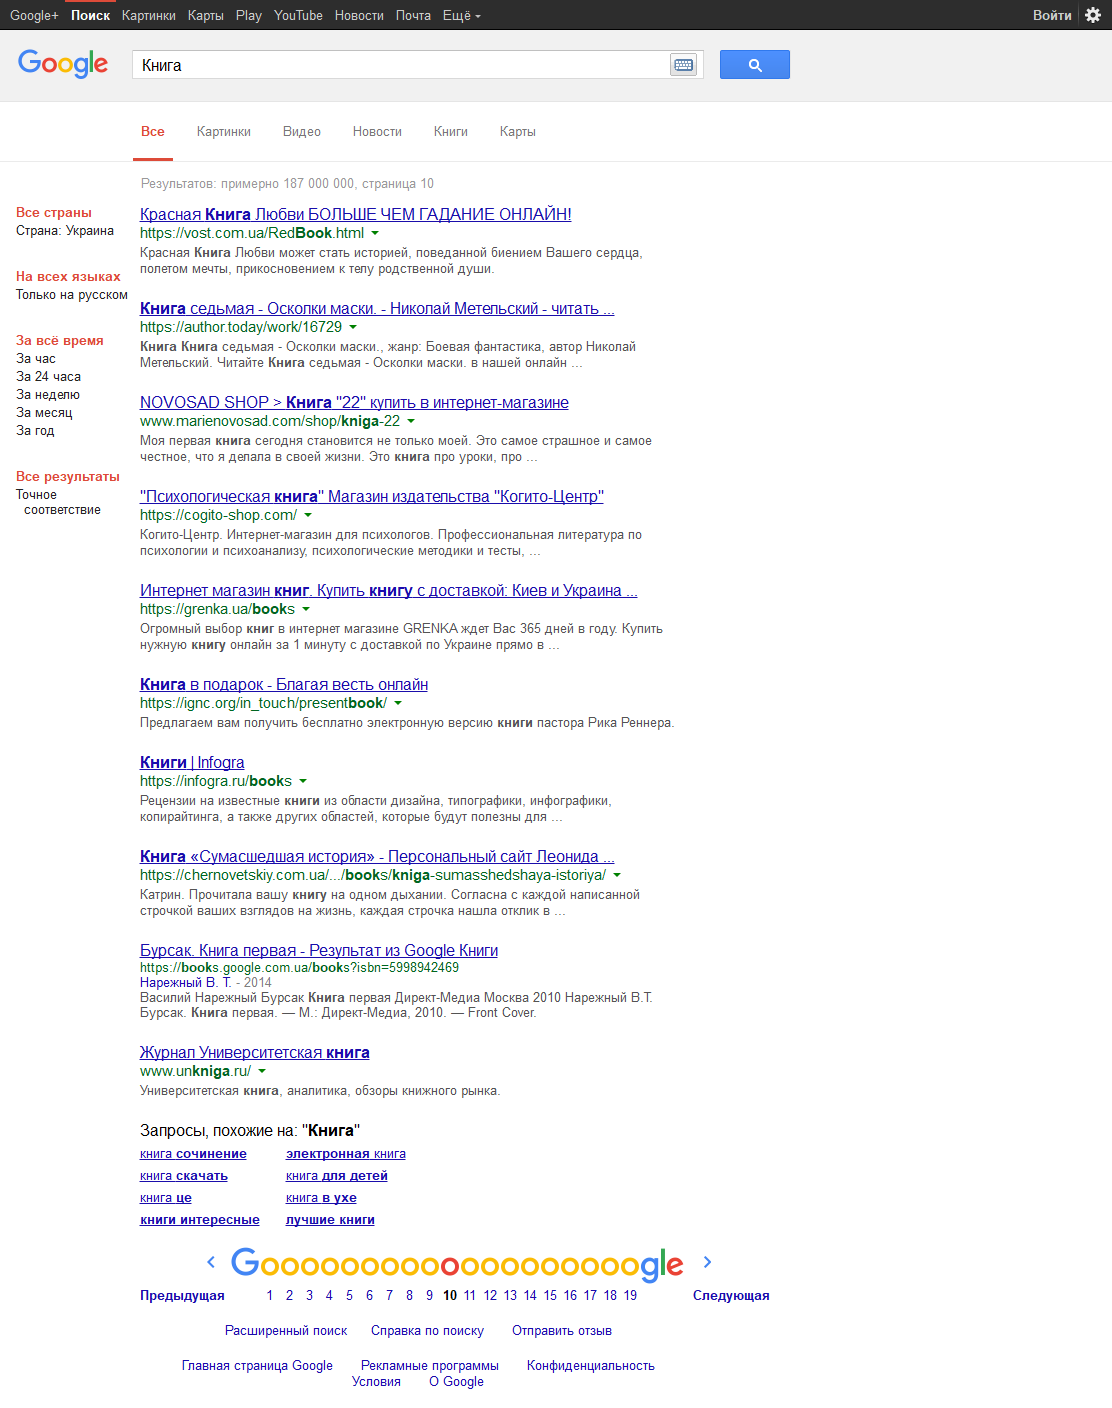 Google+ Поиск Картинки Карты Play YouTube Новости Почта Ещё Войти
Google Книга
Все Картинки Видео Новости Книги Карты
Результатов: примерно 187 000 000, страница 10
Все страны
Страна: Украина
На всех языках
Только на русском
За всё время
За час
За 24 часа
За неделю
За месяц
За год
Все результаты
Точное
соответствие
Красная Книга Любви БОЛЬШЕ ЧЕМ ГАДАНИЕ ОНЛАЙН!
https://vost.com.ua/RedBook.html
Красная Книга Любви может стать историей, поведанной биением Вашего сердца,
полетом мечты, прикосновением к телу родственной души.
Книга седьмая - Осколки маски. - Николай Метельский - читать ...
https://author.today/work/16729
Книга Книга седьмая - Осколки маски., жанр: Боевая фантастика, автор Николай
Метельский. Читайте Книга седьмая - Осколки маски. в нашей онлайн ...
NOVOSAD SHOP > Книга "22" купить в интернет-магазине
www.marienovosad.com/shop/kniga-22
Моя первая книга сегодня становится не только моей. Это самое страшное и самое
честное, что я делала в своей жизни. Это книга про уроки, про ...
"Психологическая книга" Магазин издательства "Когито-Центр"
https://cogito-shop.com/
Когито-Центр. Интернет-магазин для психологов. Профессиональная литература по
психологии и психоанализу, психологические методики и тесты, ...
Интернет магазин книг. Купить книгу с доставкой: Киев и Украина ...
https://grenka.ua/books
Огромный выбор книг в интернет магазине GRENKA ждет Вас 365 дней в году. Купить
нужную книгу онлайн за 1 минуту с доставкой по Украине прямо в ...
Книга в подарок - Благая весть онлайн
https://ignc.org/in_touch/presentbook/
Предлагаем вам получить бесплатно электронную версию книги пастора Рика Реннера.
Книги | Infogra
https://infogra.ru/books
Рецензии на известные книги из области дизайна, типографики, инфографики,
копирайтинга, а также других областей, которые будут полезны для ...
Книга «Сумасшедшая история» - Персональный сайт Леонида ...
https://chernovetskiy.com.ua/.../books/kniga-sumasshedshaya-istoriya/
Катрин. Прочитала вашу книгу на одном дыхании. Согласна с каждой написанной
строчкой ваших взглядов на жизнь, каждая строчка нашла отклик в ...
Бурсак. Книга первая - Результат из Google Книги
https://books.google.com.ua/books?isbn=5998942469
Нарежный В. Т. - 2014
Василий Нарежный Бурсак Книга первая Директ-Медиа Москва 2010 Нарежный В.Т.
Бурсак. Книга первая. — М.: Директ-Медиа, 2010. — Front Cover.
Журнал Университетская книга
www.unkniga.ru/
Университетская книга, аналитика, обзоры книжного рынка.
Запросы, похожие на: "Книга"
книга сочинение электронная книга
книга скачать книга для детей
книга це книга в ухе
книги интересные лучшие книги
Goooooooooooooooooogle
Предыдущая 1 2 3 4 5 6 7 8 9 10 11 12 13 14 15 16 17 18 19 Следующая
Расширенный поиск Справка по поиску Отправить отзыв
Главная страница Google Рекламные программы Конфиденциальность
Условия О Google